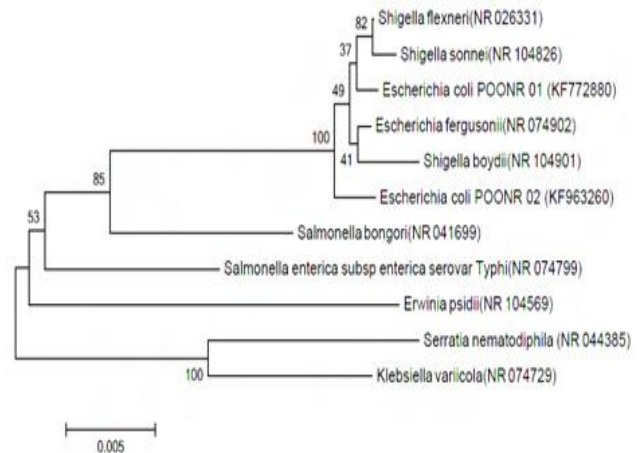 Shigella flexneri(NR 026331)
82
Shigella sonnei(NR 104826)
37
Escherichia coli POONR 01 (KF772880)
49
Escherichia fergusonii(NR 074902)
100
41
Shigella boydii(NR 104901)
85
Escherichia coli POONR 02 (KF963260)
53
Salmonella bongori(NR 041699)
Salmonella enterica subsp enterica serovar Typhi(NR 074799)
Erwinia psidii(NR 104569)
Serratia nematodiphila (NR 044385)
100
Klebsiella variicola(NR 074729)
0.005